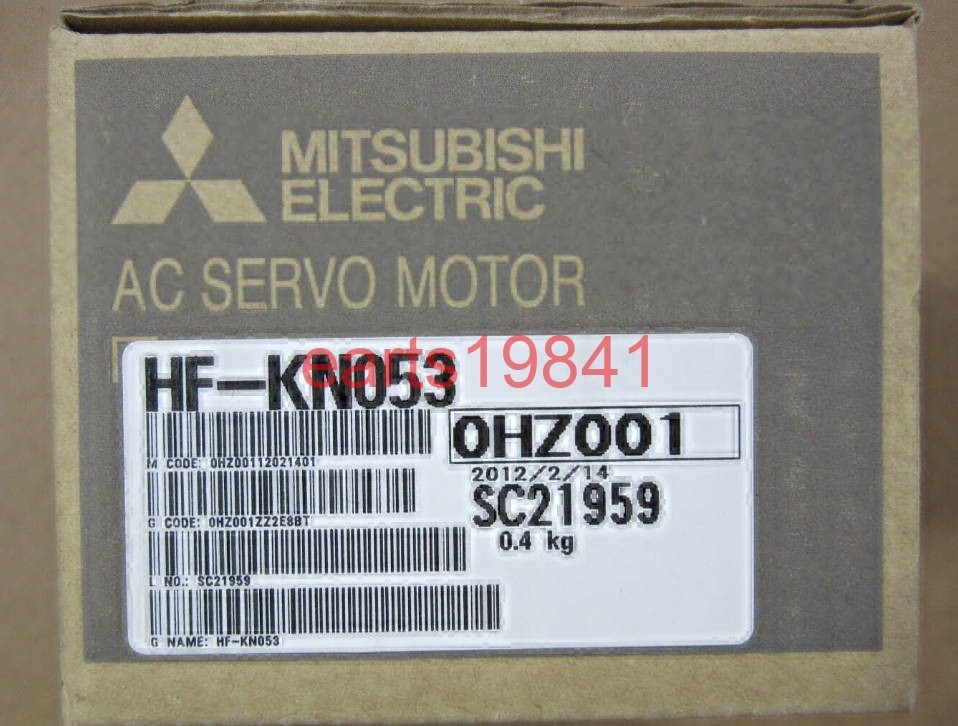 MITSUBISHI
ELECTRIC
AC SERVO MOTOR
HF-KN053
earts19841
0HZ001
M CODE: 0HZ00112021401
2012/2/14
SC21959
G CODE: 0HZ001ZZ2E8BT
0.4 kg
L NO.: SC21959
G NAME: HF-KN053